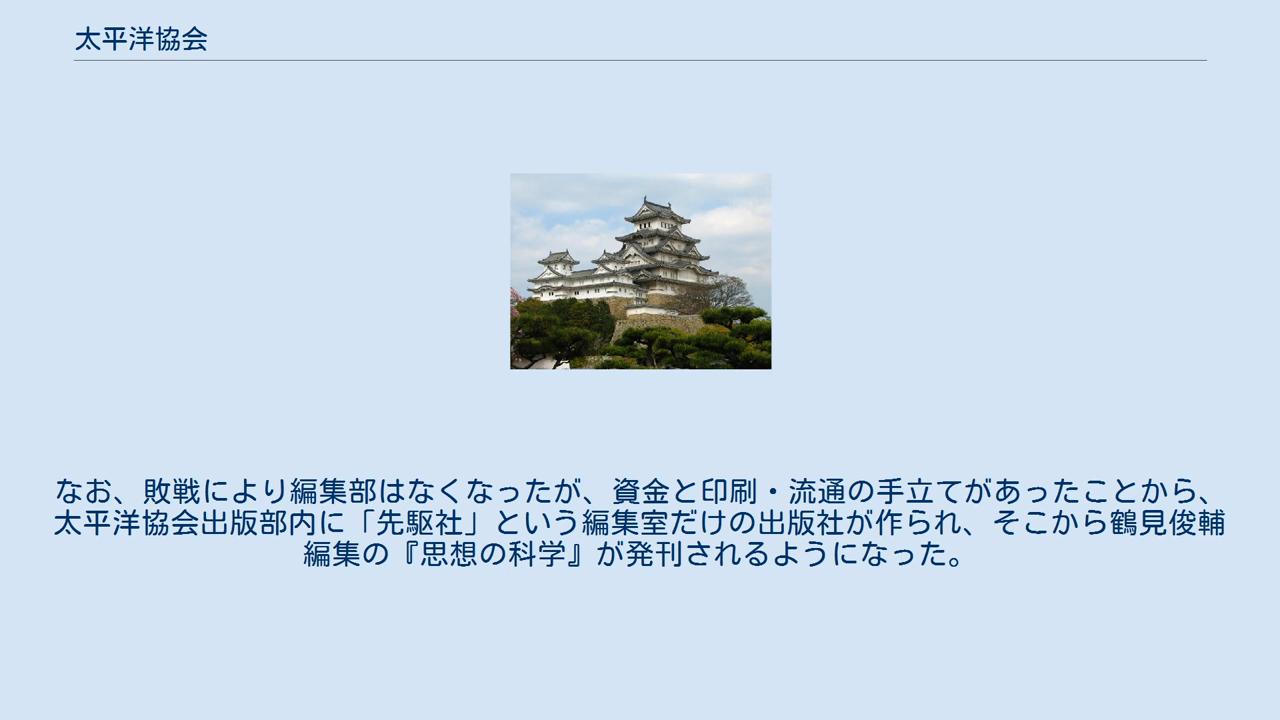 太平洋協会
なお、敗戦により編集部はなくなったが、資金と印刷・流通の手立てがあったことから、
太平洋協会出版部内に「先駆社」という編集室だけの出版社が作られ、そこから鶴見俊輔
編集の『思想の科学』が発刊されるようになった。